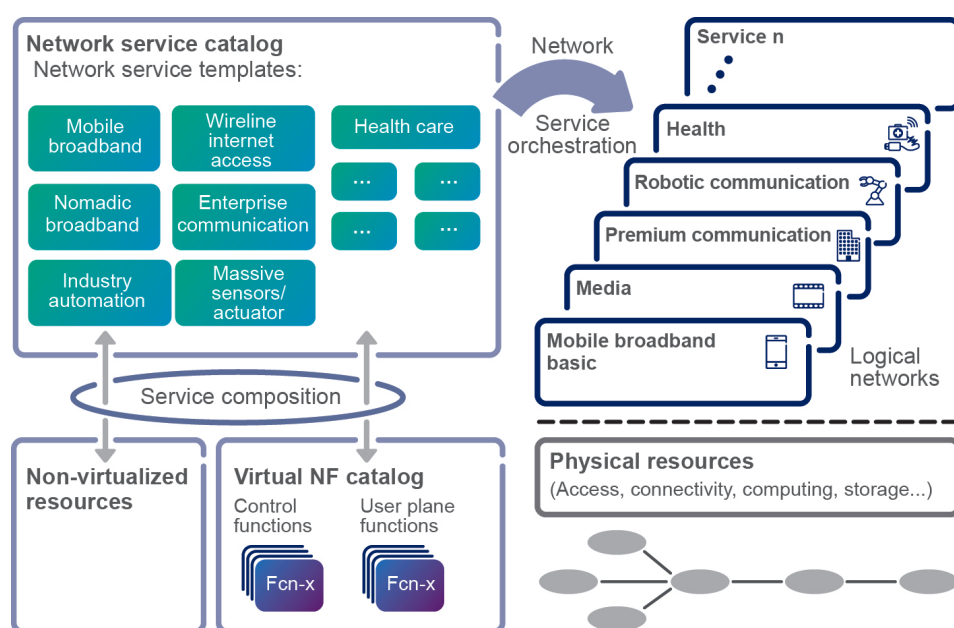 Network service catalog
Network service templates:
Mobile
broadband
Wireline
internet
access
Health care
...
...
Nomadic
broadband
Enterprise
communication
...
...
Industry
automation
Massive
sensors/
actuator
Network
Service
orchestration
Service n
Health
Robotic communication
Premium communication
Media
Mobile broadband
basic
Logical
networks
Service composition
Non-virtualized
resources
Virtual NF catalog
Control
functions
User plane
functions
Fcn-x
Fcn-x
Physical resources
(Access, connectivity, computing, storage...)